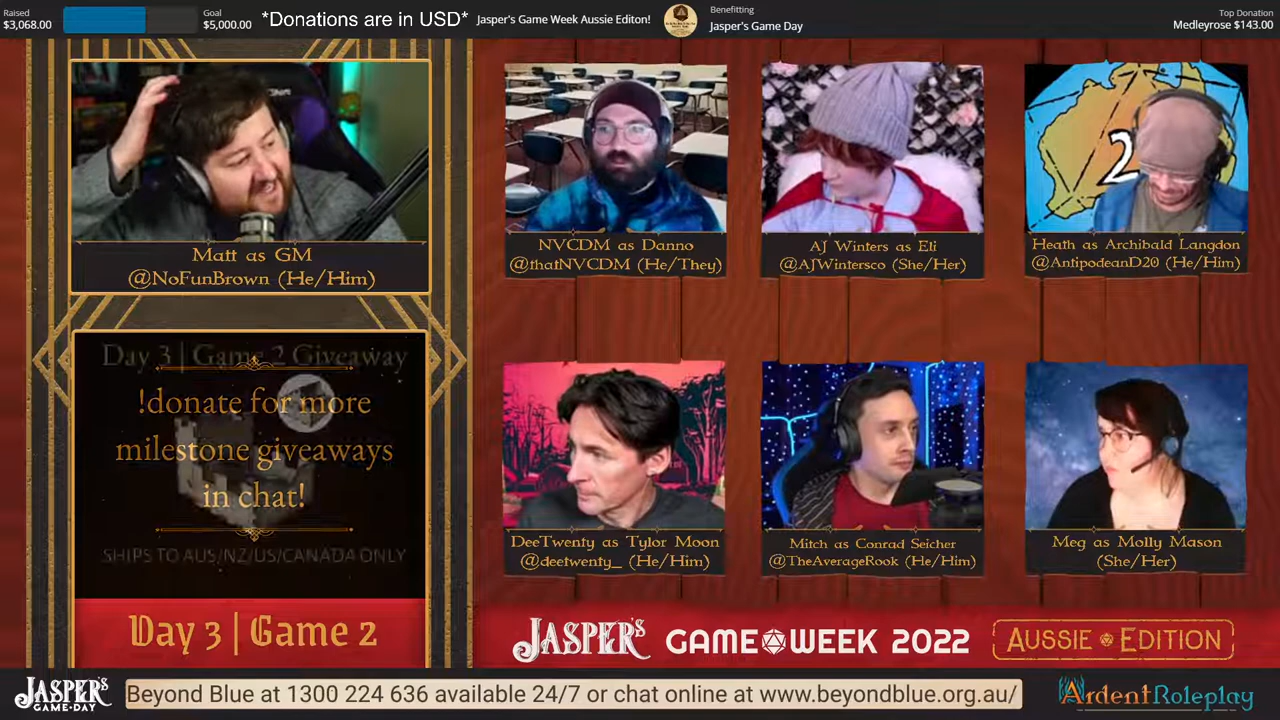 Raised
$3,068.00
Goal
$5,000.00
*Donations are in USD*
Jasper's Game Week Aussie Editon!
Benefitting
Jasper's Game Day
Top Donation
Medleyrose $143.00
Matt as GM
@NoFunBrown (He/Him)
NVCDM as Danno
@thatNVCDM (He/They)
AJ Winters as Eli
@AJWintersco (She/Her)
2
Heath as Archibald Langdon
@AntipodeanD20 (He/Him)
Day 3 | Game 2 Giveaway
!donate for more
milestone giveaways
in chat!
SHIPS TO AUS/NZ/US/CANADA ONLY
DeeTwenty as Tylor Moon
@deetwenty_ (He/Him)
Mitch as Conrad Seicher
@TheAverageRook (He/Him)
Meg as Molly Mason
(She/Her)
Day 3 | Game 2
JASPER'S GAME WEEK 2022
AUSSIE EDITION
JASPER'S
GAME·DAY
Beyond Blue at 1300 224 636 available 24/7 or chat online at www.beyondblue.org.au/
ArdentRoleplay